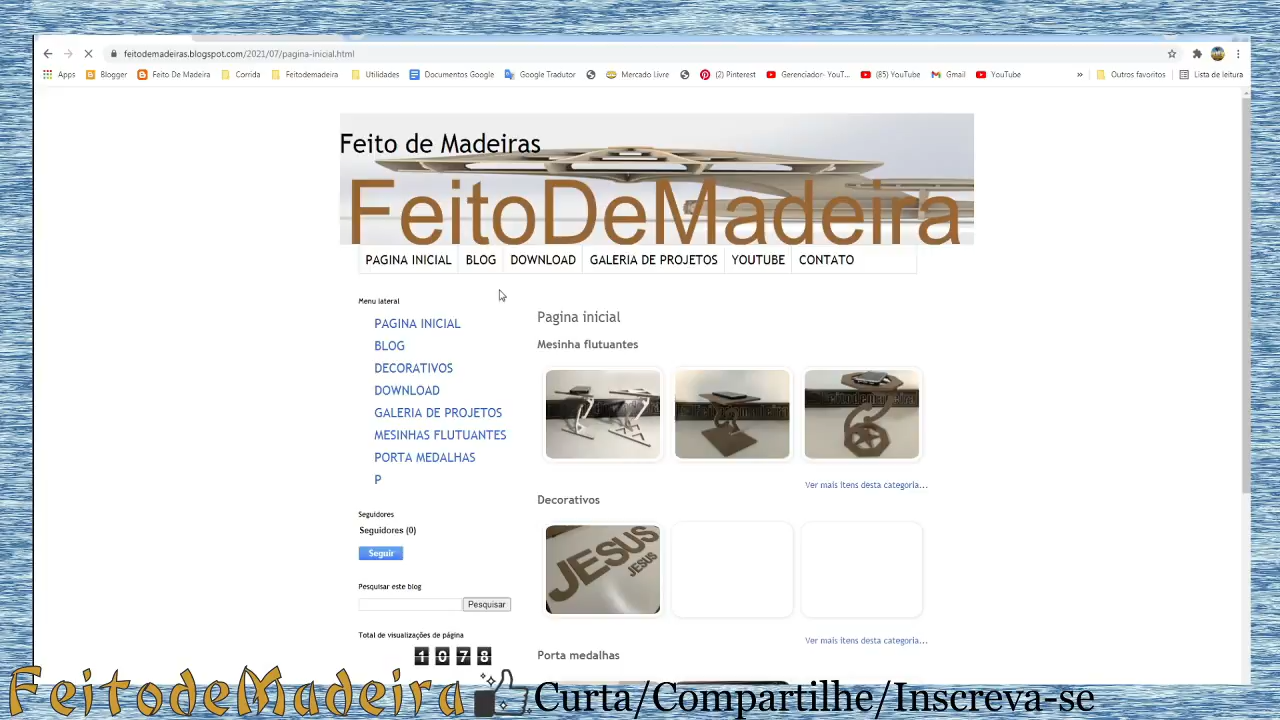 feitodemadeiras.blogspot.com/2021/07/pagina-inicial.html
Apps Blogger Feito De Madeira Corrida Feitodemadeira Utilidades Documentos Google Google Tradutor Mercado Livre (2) Pinterest Gerenciador: YouT... (85) YouTube Gmail YouTube » Outros favoritos Lista de leitura
Feito de Madeiras
FeitoDeMadeira
PAGINA INICIAL BLOG DOWNLOAD GALERIA DE PROJETOS YOUTUBE CONTATO
Menu lateral
PAGINA INICIAL
BLOG
DECORATIVOS
DOWNLOAD
GALERIA DE PROJETOS
MESINHAS FLUTUANTES
PORTA MEDALHAS
P
Seguidores
Seguidores (0)
Seguir
Pesquisar este blog
Pesquisar
Total de visualizações de página
1078
Pagina inicial
Mesinha flutuantes
Ver mais itens desta categoria...
Decorativos
JESUS
JESUS
Ver mais itens desta categoria...
Porta medalhas
FeitodeMadeira Curta/Compartilhe/Inscreva-se